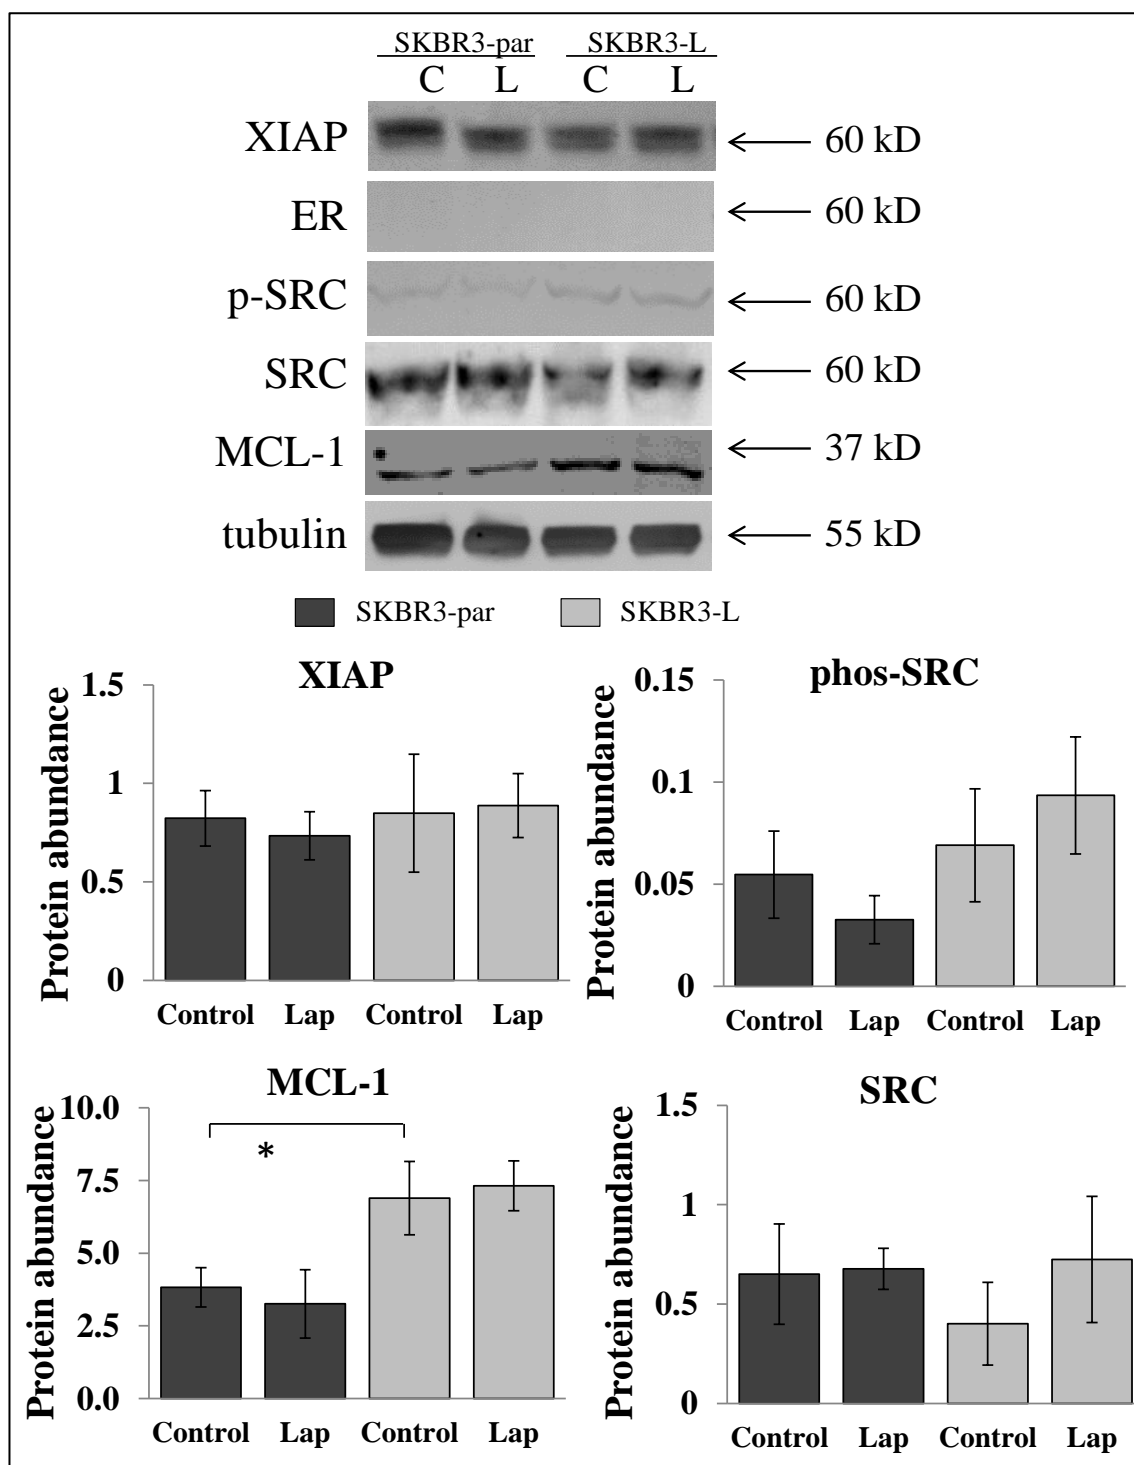 SKBR3-par SKBR3-L
C L C L
XIAP 60 kD
ER 60 kD
p-SRC 60 kD
SRC 60 kD
MCL-1 37 kD
tubulin 55 kD
SKBR3-par SKBR3-L
XIAP
Protein abundance
1.5
1
0.5
0
Control Lap Control Lap
phos-SRC
Protein abundance
0.15
0.1
0.05
0
Control Lap Control Lap
MCL-1
Protein abundance
10.0
7.5
5.0
2.5
0.0
*
Control Lap Control Lap
SRC
Protein abundance
1.5
1
0.5
0
Control Lap Control Lap